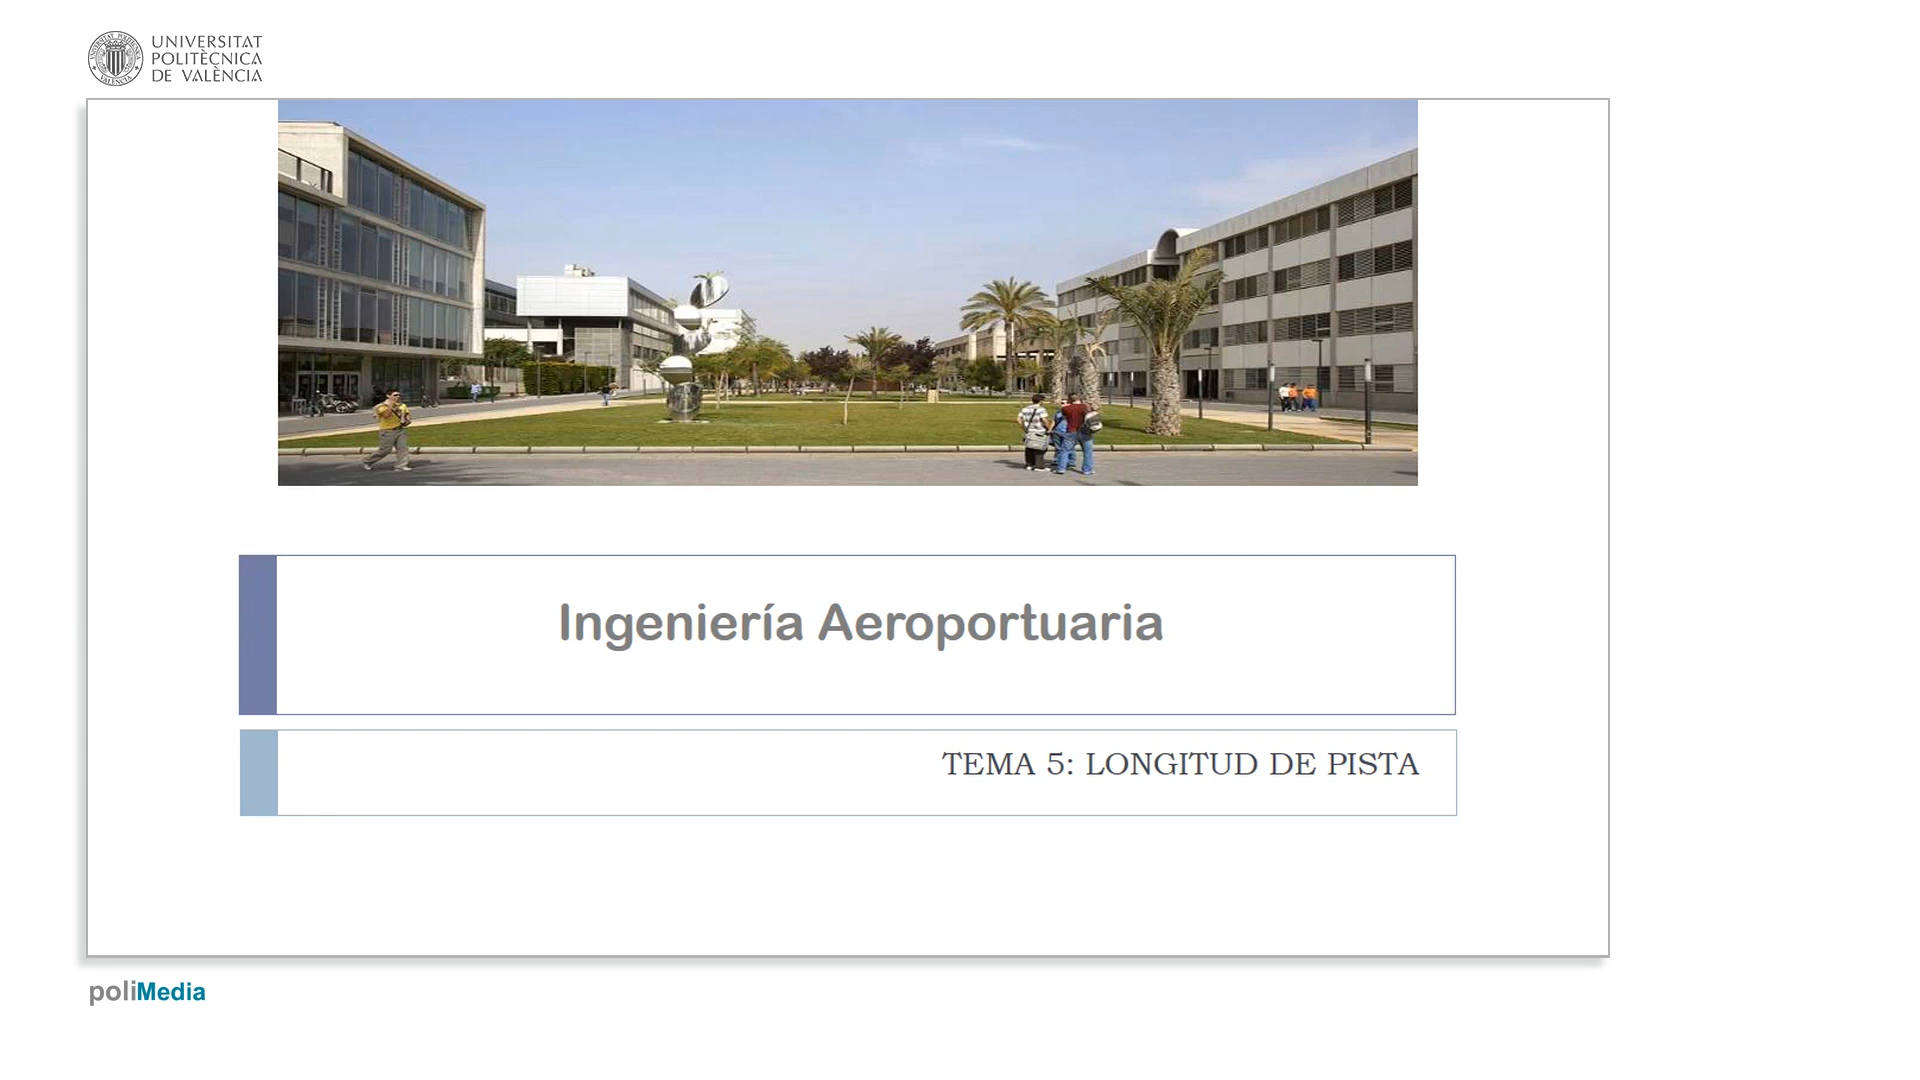 UNIVERSITAT
POLITÈCNICA
DE VALÈNCIA
Ingeniería Aeroportuaria
TEMA 5: LONGITUD DE PISTA
poliMedia